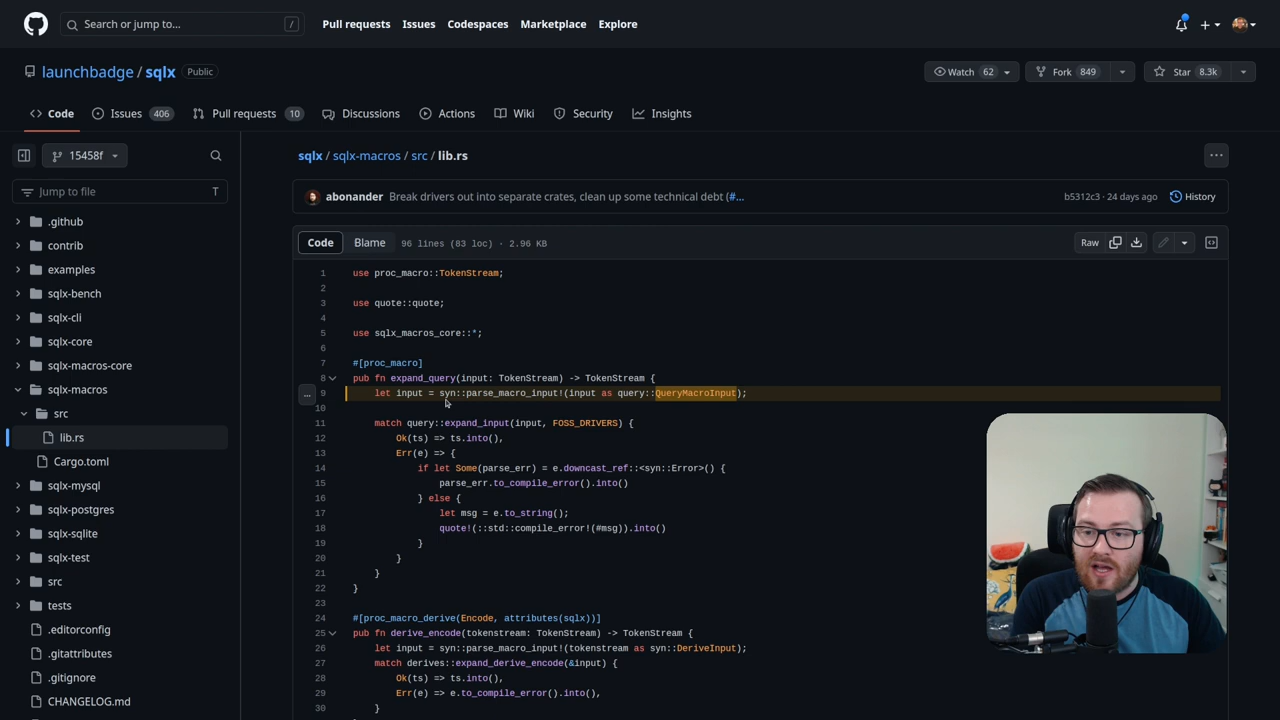 Search or jump to...
/
Pull requests
Issues
Codespaces
Marketplace
Explore
launchbadge / sqlx
Public
Watch 62
Fork 849
Star 8.3k
Code
Issues 406
Pull requests 10
Discussions
Actions
Wiki
Security
Insights
15458f
Jump to file
T
.github
contrib
examples
sqlx-bench
sqlx-cli
sqlx-core
sqlx-macros-core
sqlx-macros
src
lib.rs
Cargo.toml
sqlx-mysql
sqlx-postgres
sqlx-sqlite
sqlx-test
src
tests
.editorconfig
.gitattributes
.gitignore
CHANGELOG.md
sqlx / sqlx-macros / src / lib.rs
...
abonander Break drivers out into separate crates, clean up some technical debt (#...
b5312c3 · 24 days ago
History
Code
Blame
96 lines (83 loc) · 2.96 KB
Raw
1 use proc_macro::TokenStream;
2
3 use quote::quote;
4
5 use sqlx_macros_core::*;
6
7 #[proc_macro]
8 pub fn expand_query(input: TokenStream) -> TokenStream {
... 9 let input = syn::parse_macro_input!(input as query::QueryMacroInput);
10
11 match query::expand_input(input, FOSS_DRIVERS) {
12 Ok(ts) => ts.into(),
13 Err(e) => {
14 if let Some(parse_err) = e.downcast_ref::<syn::Error>() {
15 parse_err.to_compile_error().into()
16 } else {
17 let msg = e.to_string();
18 quote!(::std::compile_error!(#msg)).into()
19 }
20 }
21 }
22 }
23
24 #[proc_macro_derive(Encode, attributes(sqlx))]
25 pub fn derive_encode(tokenstream: TokenStream) -> TokenStream {
26 let input = syn::parse_macro_input!(tokenstream as syn::DeriveInput);
27 match derives::expand_derive_encode(&input) {
28 Ok(ts) => ts.into(),
29 Err(e) => e.to_compile_error().into(),
30 }